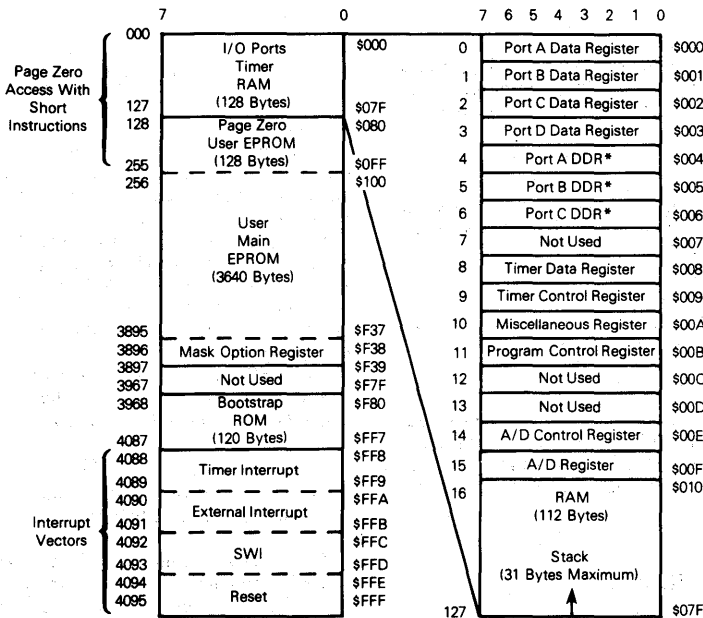 7 0
7 6 5 4 3 2 1 0
Page Zero
Access With
Short
Instructions
000
127
128
255
256
3895
3896
3897
3967
3968
4087
4088
4089
4090
4091
4092
4093
4094
4095
Interrupt
Vectors
I/O Ports
Timer
RAM
(128 Bytes)
Page Zero
User EPROM
(128 Bytes)
User
Main
EPROM
(3640 Bytes)
Mask Option Register
Not Used
Bootstrap
ROM
(120 Bytes)
Timer Interrupt
External Interrupt
SWI
Reset
$000
$07F
$080
$0FF
$100
$F37
$F38
$F39
$F7F
$F80
$FF7
$FF8
$FF9
$FFA
$FFB
$FFC
$FFD
$FFE
$FFF
0 Port A Data Register $000
1 Port B Data Register $001
2 Port C Data Register $002
3 Port D Data Register $003
4 Port A DDR* $004
5 Port B DDR* $005
6 Port C DDR* $006
7 Not Used $007
8 Timer Data Register $008
9 Timer Control Register $009
10 Miscellaneous Register $00A
11 Program Control Register $00B
12 Not Used $00C
13 Not Used $00D
14 A/D Control Register $00E
15 A/D Register $00F
16 RAM $010
(112 Bytes)
Stack
(31 Bytes Maximum)
127 $07F